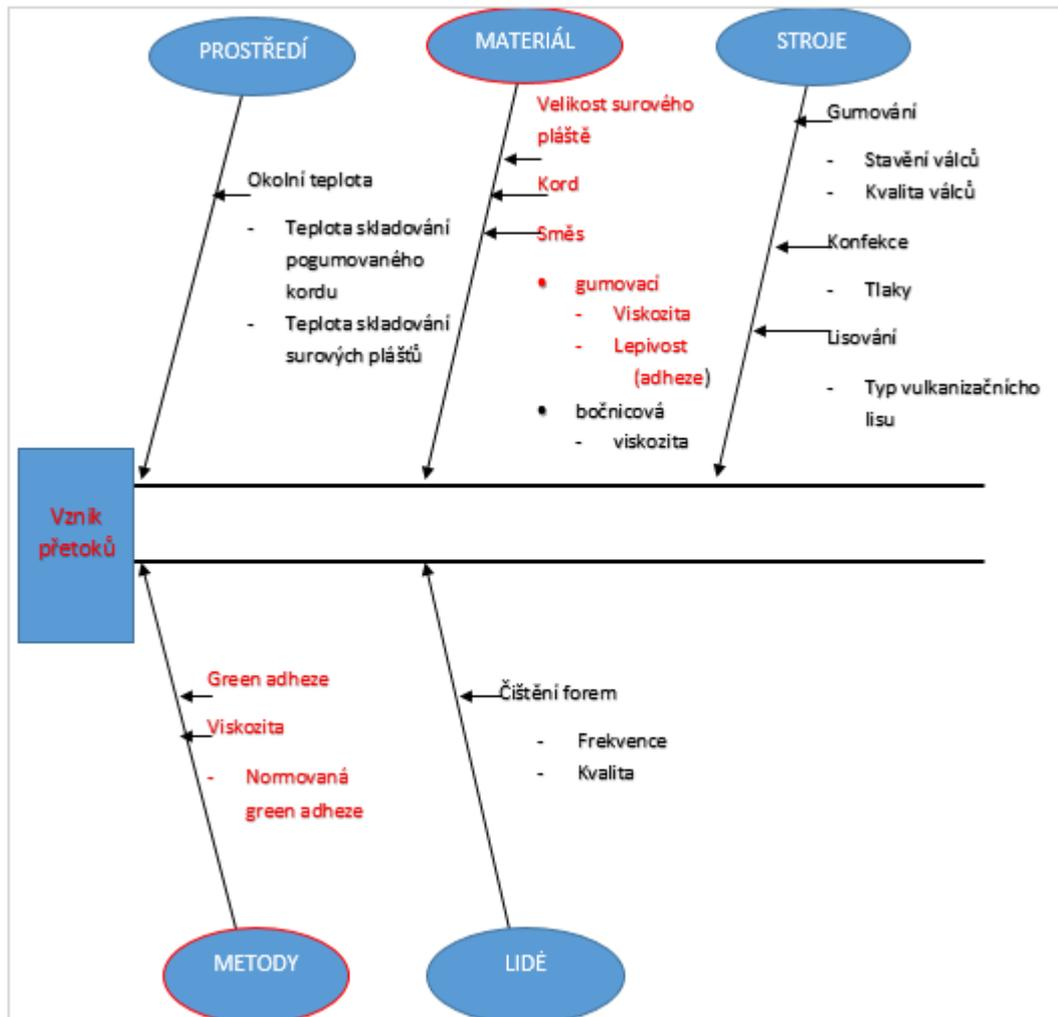 PROSTŘEDÍ
MATERIÁL
STROJE
Okolní teplota
- Teplota skladování
pogumovaného
kordu
- Teplota skladování
surových plášťů
Velikost surového
pláště
Kord
Směs
• gumovací
- Viskozita
- Lepivost
(adheze)
• bočnicová
- viskozita
Gumování
- Stavění válců
- Kvalita válců
Konfekce
- Tlaky
Lisování
- Typ vulkanizačního
lisu
Vznik
přetoků
Green adheze
Viskozita
- Normovaná
green adheze
Čištění forem
- Frekvence
- Kvalita
METODY
LIDÉ